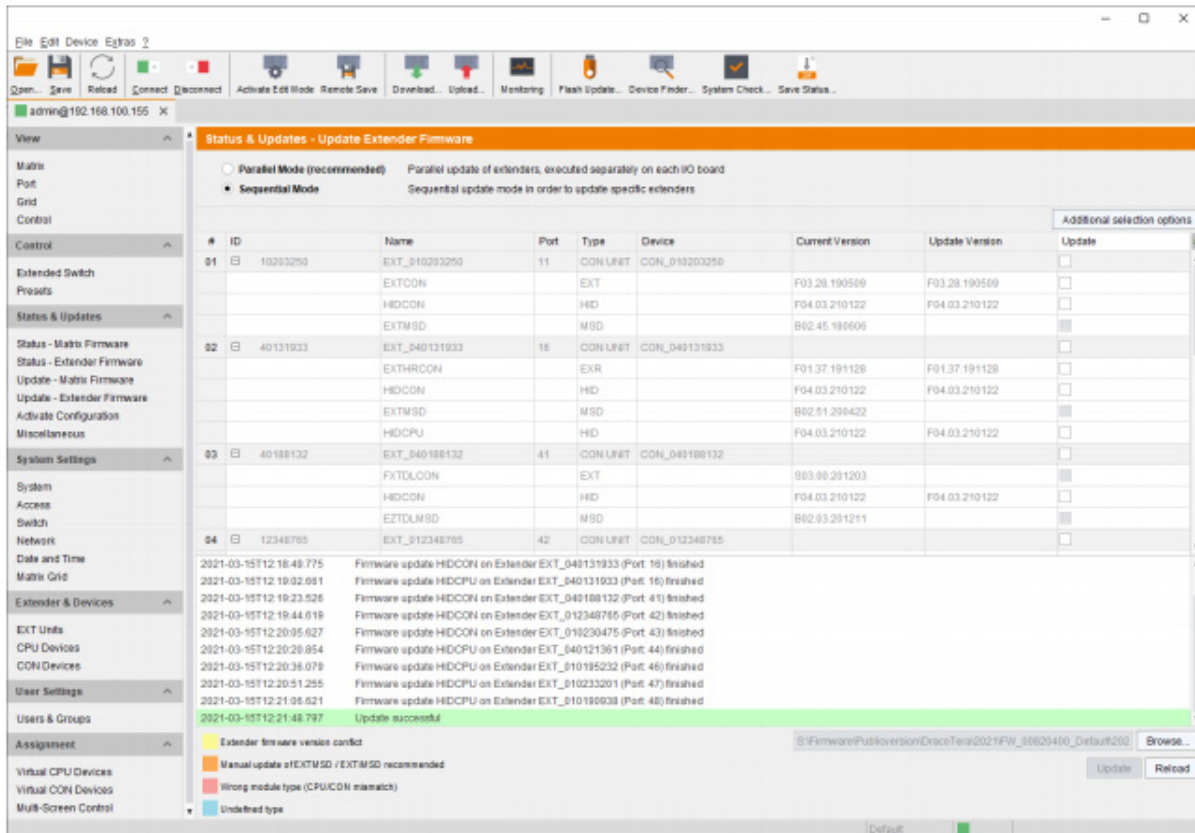 File Edit Device Extras ?
Open... Save Reload Connect Disconnect Activate Edit Mode Remote Save Download... Upload... Monitoring Flash Update... Device Finder... System Check... Save Status...
admin@192.168.100.155
View
Matrix
Port
Grid
Control
Control
Extended Switch
Presets
Status & Updates
Status - Matrix Firmware
Status - Extender Firmware
Update - Matrix Firmware
Update - Extender Firmware
Activate Configuration
Miscellaneous
System Settings
System
Access
Switch
Network
Date and Time
Matrix Grid
Extender & Devices
EXT Units
CPU Devices
CON Devices
User Settings
Users & Groups
Assignment
Virtual CPU Devices
Virtual CON Devices
Multi-Screen Control
Status & Updates - Update Extender Firmware
Parallel Mode (recommended) Parallel update of extenders, executed separately on each I/O board
Sequential Mode Sequential update mode in order to update specific extenders
Additional selection options
# ID Name Port Type Device Current Version Update Version Update
01 10203250 EXT_010203250 11 CON UNIT CON_010203250
EXTCON EXT F03.28.190509 F03.28.190509
HIDCON HID F04.03.210122 F04.03.210122
EXTMSD MSD B02.45.180606
02 40131933 EXT_040131933 16 CON UNIT CON_040131933
EXTHRCON EXR F01.37.191128 F01.37.191128
HIDCON HID F04.03.210122 F04.03.210122
EXTMSD MSD B02.51.200422
HIDCPU HID F04.03.210122 F04.03.210122
03 40188132 EXT_040188132 41 CON UNIT CON_040188132
FXTDLCON EXT B03.00.201203
HIDCON HID F04.03.210122 F04.03.210122
EZTDLMSD MSD B02.03.201211
04 12348765 EXT_012348765 42 CON UNIT CON_012348765
2021-03-15T12:18:49.775 Firmware update HIDCON on Extender EXT_040131933 (Port: 16) finished
2021-03-15T12:19:02.661 Firmware update HIDCPU on Extender EXT_040131933 (Port: 16) finished
2021-03-15T12:19:23.526 Firmware update HIDCON on Extender EXT_040188132 (Port: 41) finished
2021-03-15T12:19:44.619 Firmware update HIDCON on Extender EXT_012348765 (Port: 42) finished
2021-03-15T12:20:05.627 Firmware update HIDCON on Extender EXT_010230475 (Port: 43) finished
2021-03-15T12:20:20.854 Firmware update HIDCPU on Extender EXT_040121361 (Port: 44) finished
2021-03-15T12:20:36.079 Firmware update HIDCPU on Extender EXT_010195232 (Port: 46) finished
2021-03-15T12:20:51.255 Firmware update HIDCPU on Extender EXT_010233201 (Port: 47) finished
2021-03-15T12:21:06.621 Firmware update HIDCPU on Extender EXT_010190938 (Port: 48) finished
2021-03-15T12:21:48.797 Update successful
Extender firmware version conflict
Manual update of EXTMSD / EXTIMSD recommended
Wrong module type (CPU/CON mismatch)
Undefined type
S:\Firmware\Publicversion\DracoTera\2021\FW_00820400_Default\202 Browse...
Update Reload
Default